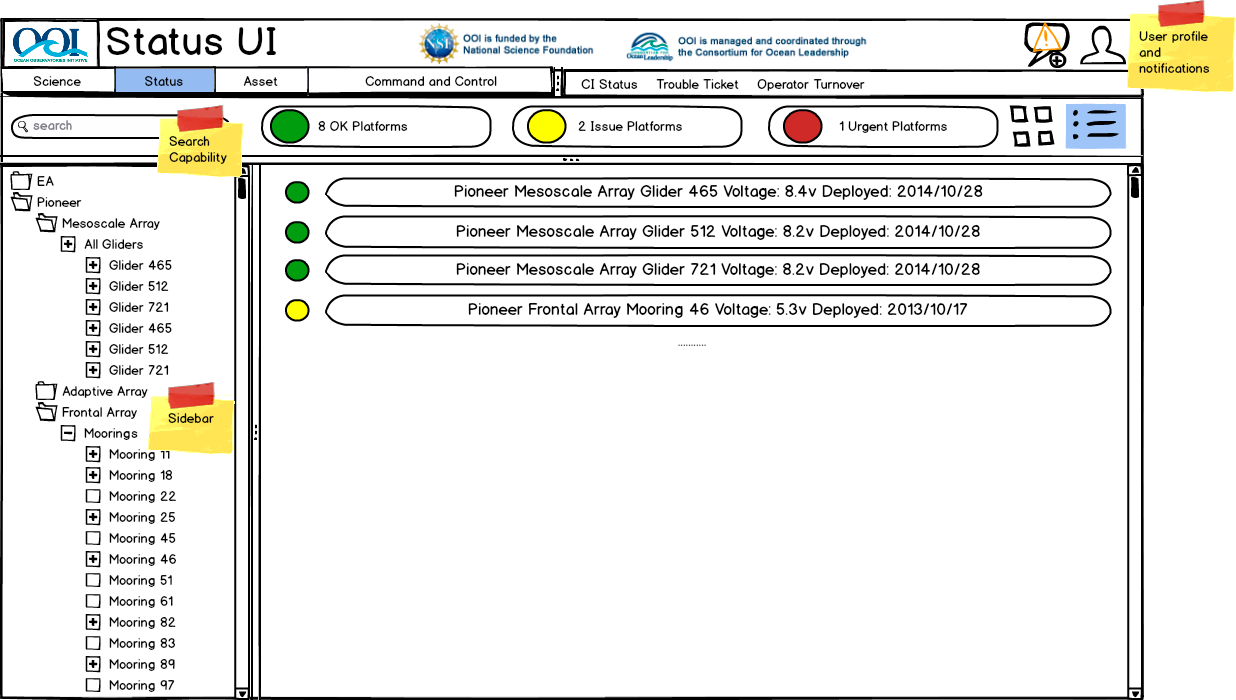 OOI
OCEAN OBSERVATORIES INITIATIVE
Status UI
NSF
OOI is funded by the
National Science Foundation
CONSORTIUM FOR
Ocean Leadership
OOI is managed and coordinated through
the Consortium for Ocean Leadership
User profile
and
notifications
Science
Status
Asset
Command and Control
CI Status
Trouble Ticket
Operator Turnover
search
Search
Capability
8 OK Platforms
2 Issue Platforms
1 Urgent Platforms
EA
Pioneer
Mesoscale Array
All Gliders
Glider 465
Glider 512
Glider 721
Glider 465
Glider 512
Glider 721
Adaptive Array
Frontal Array
Sidebar
Moorings
Mooring 11
Mooring 18
Mooring 22
Mooring 25
Mooring 45
Mooring 46
Mooring 51
Mooring 61
Mooring 82
Mooring 83
Mooring 89
Mooring 97
Pioneer Mesoscale Array Glider 465 Voltage: 8.4v Deployed: 2014/10/28
Pioneer Mesoscale Array Glider 512 Voltage: 8.2v Deployed: 2014/10/28
Pioneer Mesoscale Array Glider 721 Voltage: 8.2v Deployed: 2014/10/28
Pioneer Frontal Array Mooring 46 Voltage: 5.3v Deployed: 2013/10/17
...........